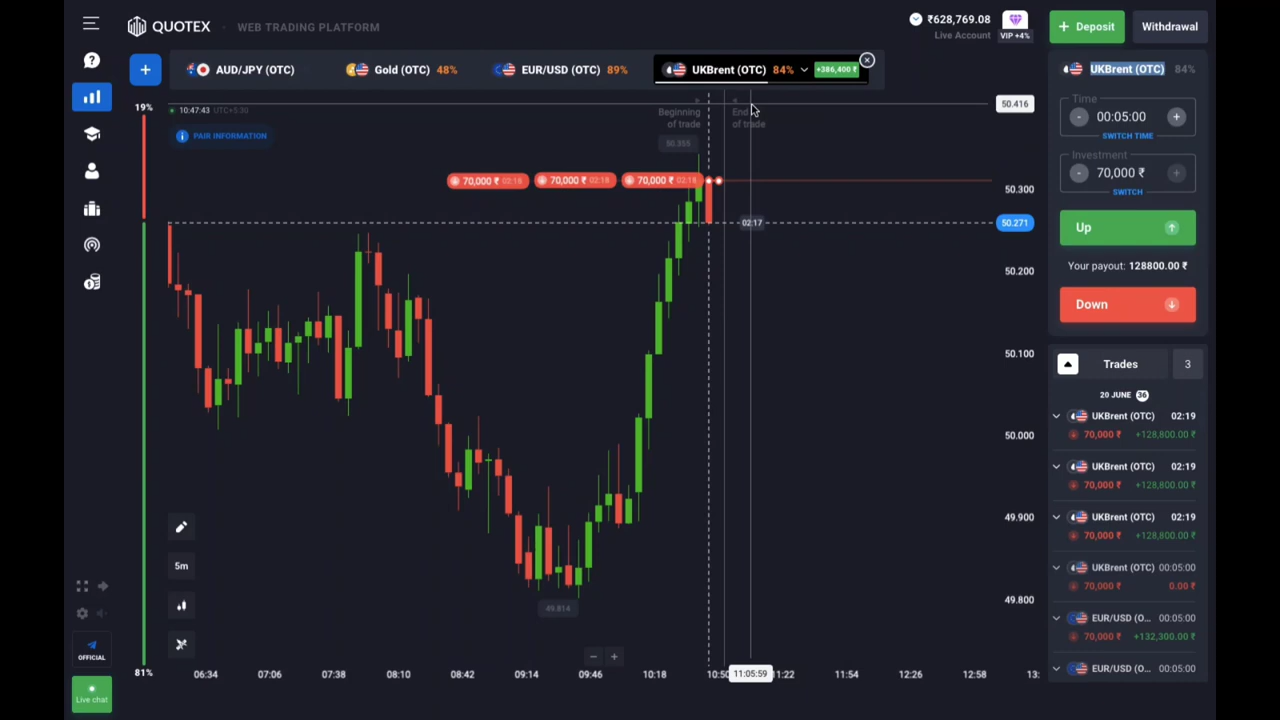 QUOTEX
WEB TRADING PLATFORM
₹628,769.08
Live Account
VIP +4%
+ Deposit
Withdrawal
+
AUD/JPY (OTC)
Gold (OTC) 48%
EUR/USD (OTC) 89%
UKBrent (OTC) 84% +386,400 ₹
UKBrent (OTC) 84%
19%
10:47:43 UTC+5:30
PAIR INFORMATION
Beginning
of trade
End
of trade
50.416
50.355
70,000 ₹ 02:18
70,000 ₹ 02:18
70,000 ₹ 02:18
50.300
02:17
50.271
50.200
50.100
50.000
49.900
49.800
49.814
5m
81%
06:34 07:06 07:38 08:10 08:42 09:14 09:46 10:18 10:50 11:05:59 11:22 11:54 12:26 12:58 13:
Time
- 00:05:00 +
SWITCH TIME
Investment
- 70,000 ₹ +
SWITCH
Up
Your payout: 128800.00 ₹
Down
Trades 3
20 JUNE 36
UKBrent (OTC) 02:19
70,000 ₹ +128,800.00 ₹
UKBrent (OTC) 02:19
70,000 ₹ +128,800.00 ₹
UKBrent (OTC) 02:19
70,000 ₹ +128,800.00 ₹
UKBrent (OTC) 00:05:00
70,000 ₹ 0.00 ₹
EUR/USD (O... 00:05:00
70,000 ₹ +132,300.00 ₹
EUR/USD (O... 00:05:00
OFFICIAL
Live chat